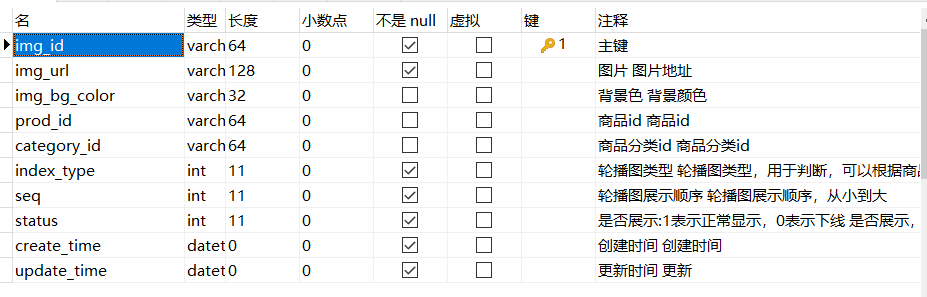 名 类型 长度 小数点 不是 null 虚拟 键 注释
img_id varch 64 0 1 主键
img_url varch 128 0 图片 图片地址
img_bg_color varch 32 0 背景色 背景颜色
prod_id varch 64 0 商品id 商品id
category_id varch 64 0 商品分类id 商品分类id
index_type int 11 0 轮播图类型 轮播图类型，用于判断，可以根据商品
seq int 11 0 轮播图展示顺序 轮播图展示顺序，从小到大
status int 11 0 是否展示:1表示正常显示，0表示下线 是否展示，
create_time datet 0 0 创建时间 创建时间
update_time datet 0 0 更新时间 更新